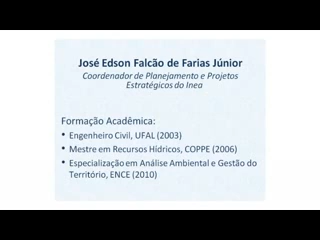 José Edson Falcão de Farias Júnior
Coordenador de Planejamento e Projetos
Estratégicos do Inea
Formação Acadêmica:
• Engenheiro Civil, UFAL (2003)
• Mestre em Recursos Hídricos, COPPE (2006)
• Especialização em Análise Ambiental e Gestão do
Território, ENCE (2010)